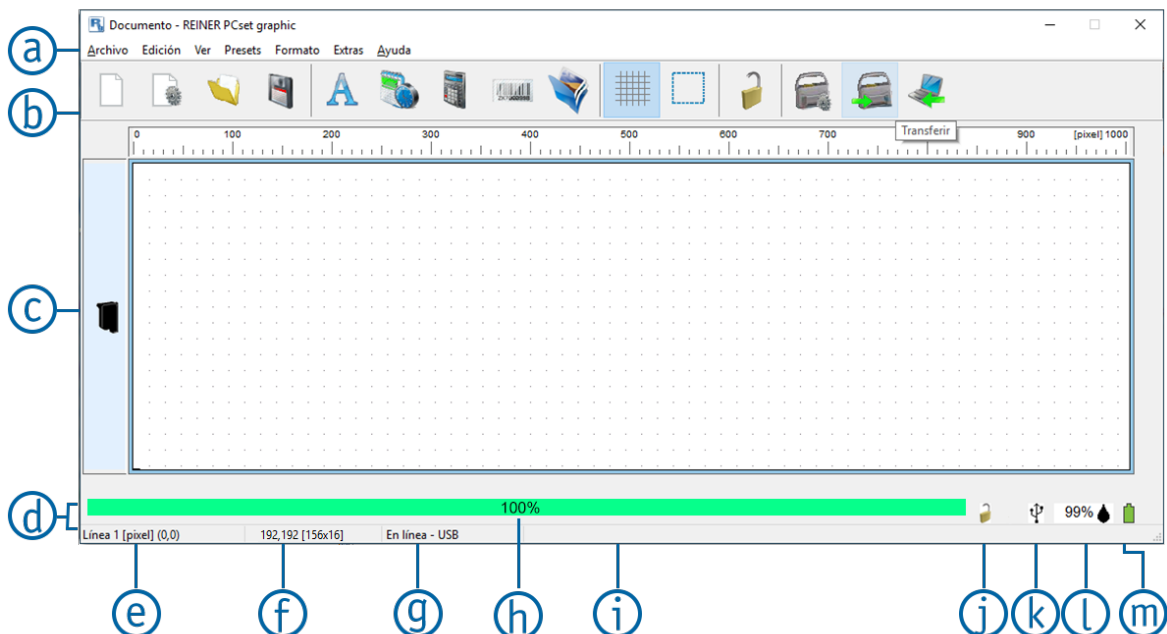 Documento - REINER PCset graphic
Archivo Edición Ver Presets Formato Extras Ayuda
Transferir
0 100 200 300 400 500 600 700 900 [pixel] 1000
100%
99%
Línea 1 [pixel] (0,0) 192,192 [156x16] En línea - USB
a
b
c
d
e f g h i j k l m